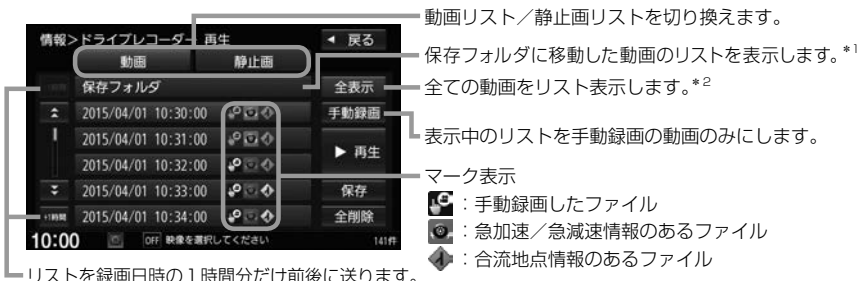 動画リスト／静止画リストを切り換えます。
情報>ドライブレコーダー 再生
◀ 戻る
動画
静止画
保存フォルダに移動した動画のリストを表示します。*1
保存フォルダ
全表示
全ての動画をリスト表示します。*2
2015/04/01 10:30:00
手動録画
2015/04/01 10:31:00
表示中のリストを手動録画の動画のみにします。
▶ 再生
2015/04/01 10:32:00
マーク表示
2015/04/01 10:33:00
保存
：手動録画したファイル
+1時間
2015/04/01 10:34:00
全削除
：急加速／急減速情報のあるファイル
10:00
OFF 映像を選択してください
141件
：合流地点情報のあるファイル
リストを録画日時の１時間分だけ前後に送ります。